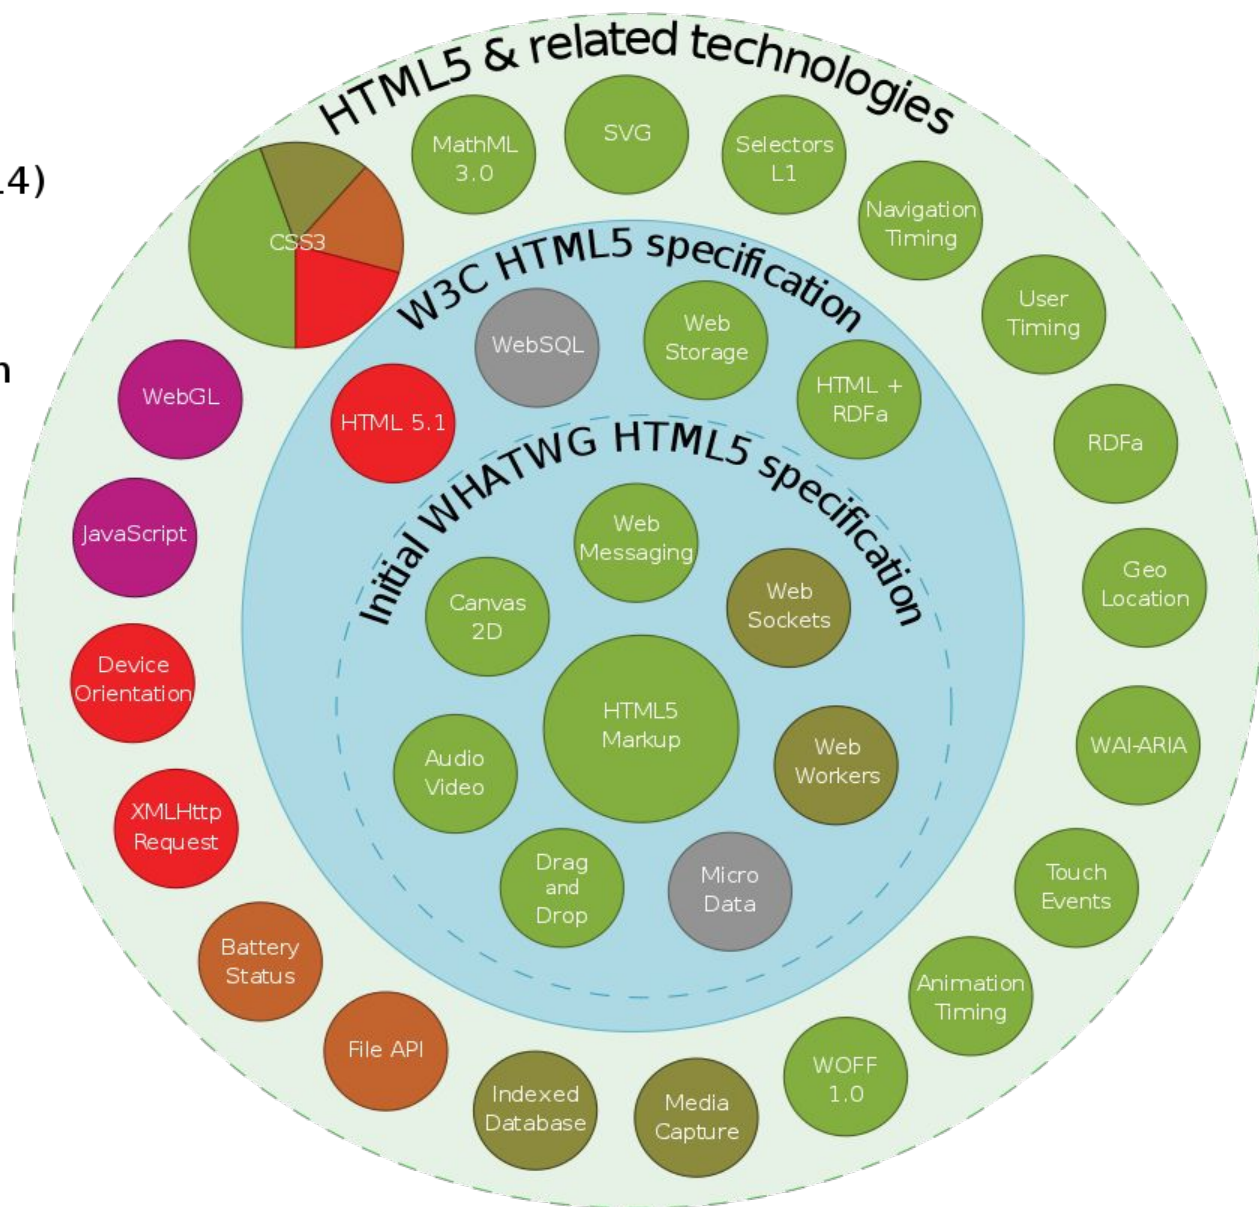 HTML5 & related technologies
.4)
n
MathML
3.0
SVG
Selectors
L1
Navigation
Timing
User
Timing
RDFa
Geo
Location
WAI-ARIA
Touch
Events
Animation
Timing
WOFF
1.0
Media
Capture
Indexed
Database
File API
Battery
Status
XMLHttp
Request
Device
Orientation
JavaScript
WebGL
CSS3
W3C HTML5 specification
HTML 5.1
WebSQL
Web
Storage
HTML +
RDFa
Initial WHATWG HTML5 specification
Web
Messaging
Canvas
2D
Web
Sockets
HTML5
Markup
Audio
Video
Web
Workers
Drag
and
Drop
Micro
Data